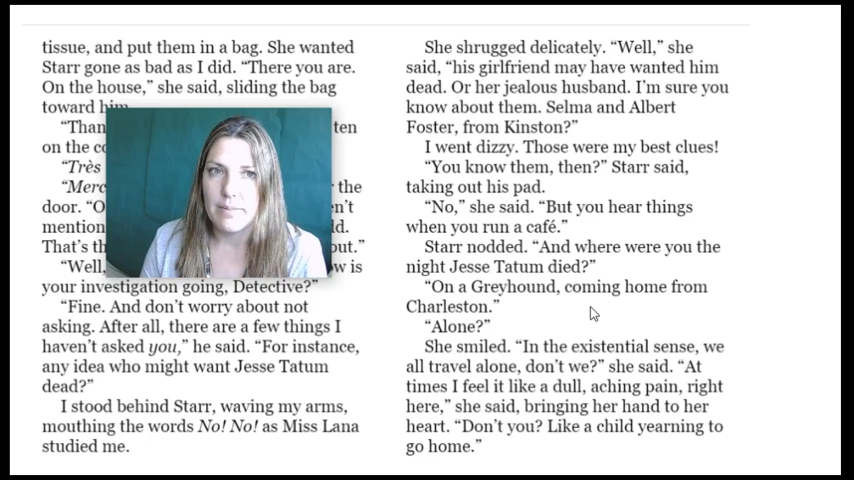 tissue, and put them in a bag. She wanted
Starr gone as bad as I did. “There you are.
On the house,” she said, sliding the bag
toward him.
“Than ten
on the co
“Très
“Merc the
door. “O n’t
mention ld.
That’s th out.”
“Well, w is
your investigation going, Detective?”
“Fine. And don’t worry about not
asking. After all, there are a few things I
haven’t asked you,” he said. “For instance,
any idea who might want Jesse Tatum
dead?”
I stood behind Starr, waving my arms,
mouthing the words No! No! as Miss Lana
studied me.
She shrugged delicately. “Well,” she
said, “his girlfriend may have wanted him
dead. Or her jealous husband. I’m sure you
know about them. Selma and Albert
Foster, from Kinston?”
I went dizzy. Those were my best clues!
“You know them, then?” Starr said,
taking out his pad.
“No,” she said. “But you hear things
when you run a café.”
Starr nodded. “And where were you the
night Jesse Tatum died?”
“On a Greyhound, coming home from
Charleston.”
“Alone?”
She smiled. “In the existential sense, we
all travel alone, don’t we?” she said. “At
times I feel it like a dull, aching pain, right
here,” she said, bringing her hand to her
heart. “Don’t you? Like a child yearning to
go home.”